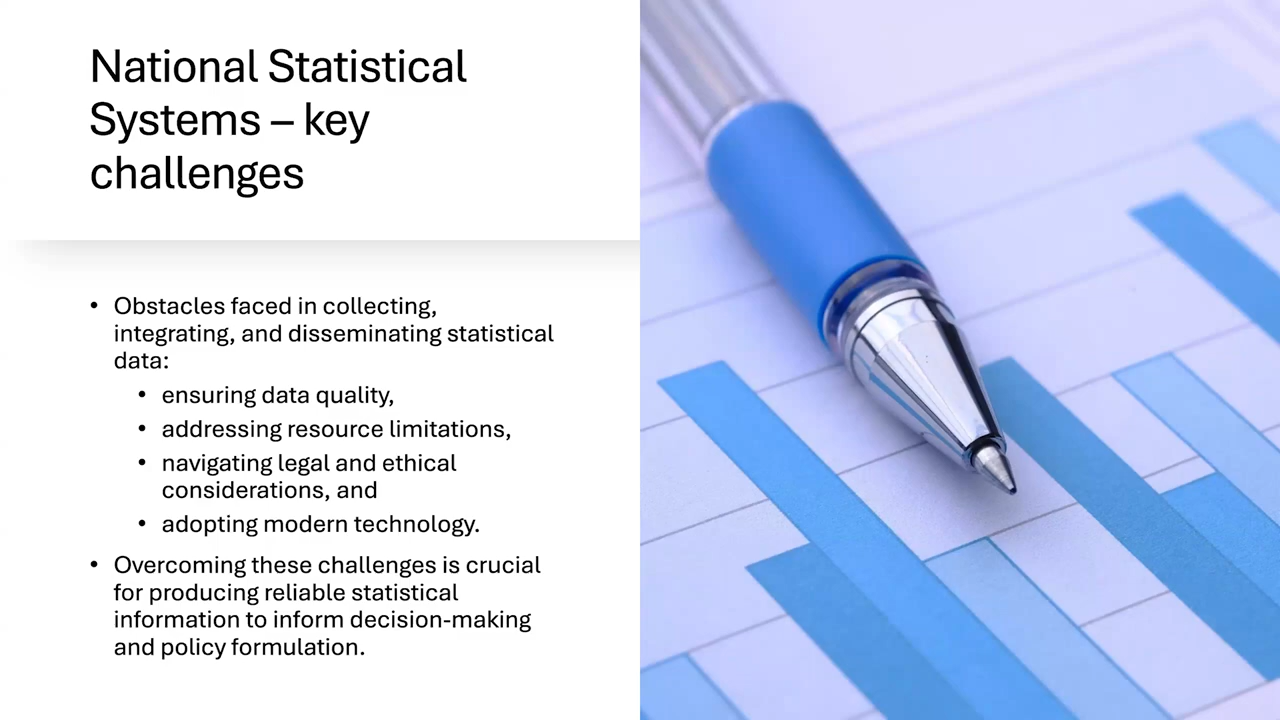 National Statistical
Systems – key
challenges
• Obstacles faced in collecting,
integrating, and disseminating statistical
data:
• ensuring data quality,
• addressing resource limitations,
• navigating legal and ethical
considerations, and
• adopting modern technology.
• Overcoming these challenges is crucial
for producing reliable statistical
information to inform decision-making
and policy formulation.